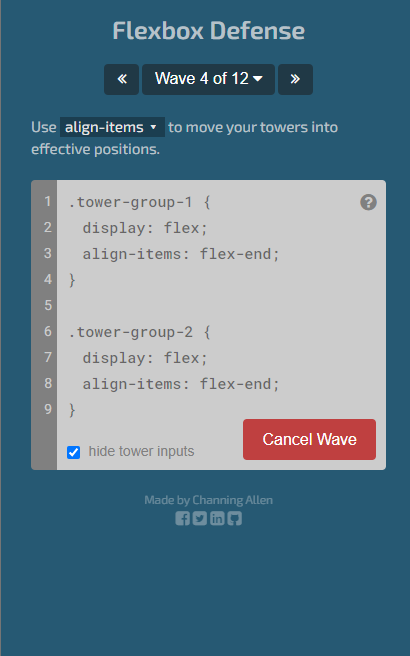 Flexbox Defense
« Wave 4 of 12 ▾ »
Use align-items ▾ to move your towers into
effective positions.
1 .tower-group-1 {
2 display: flex;
3 align-items: flex-end;
4 }
5
6 .tower-group-2 {
7 display: flex;
8 align-items: flex-end;
9 }
Cancel Wave
hide tower inputs
Made by Channing Allen